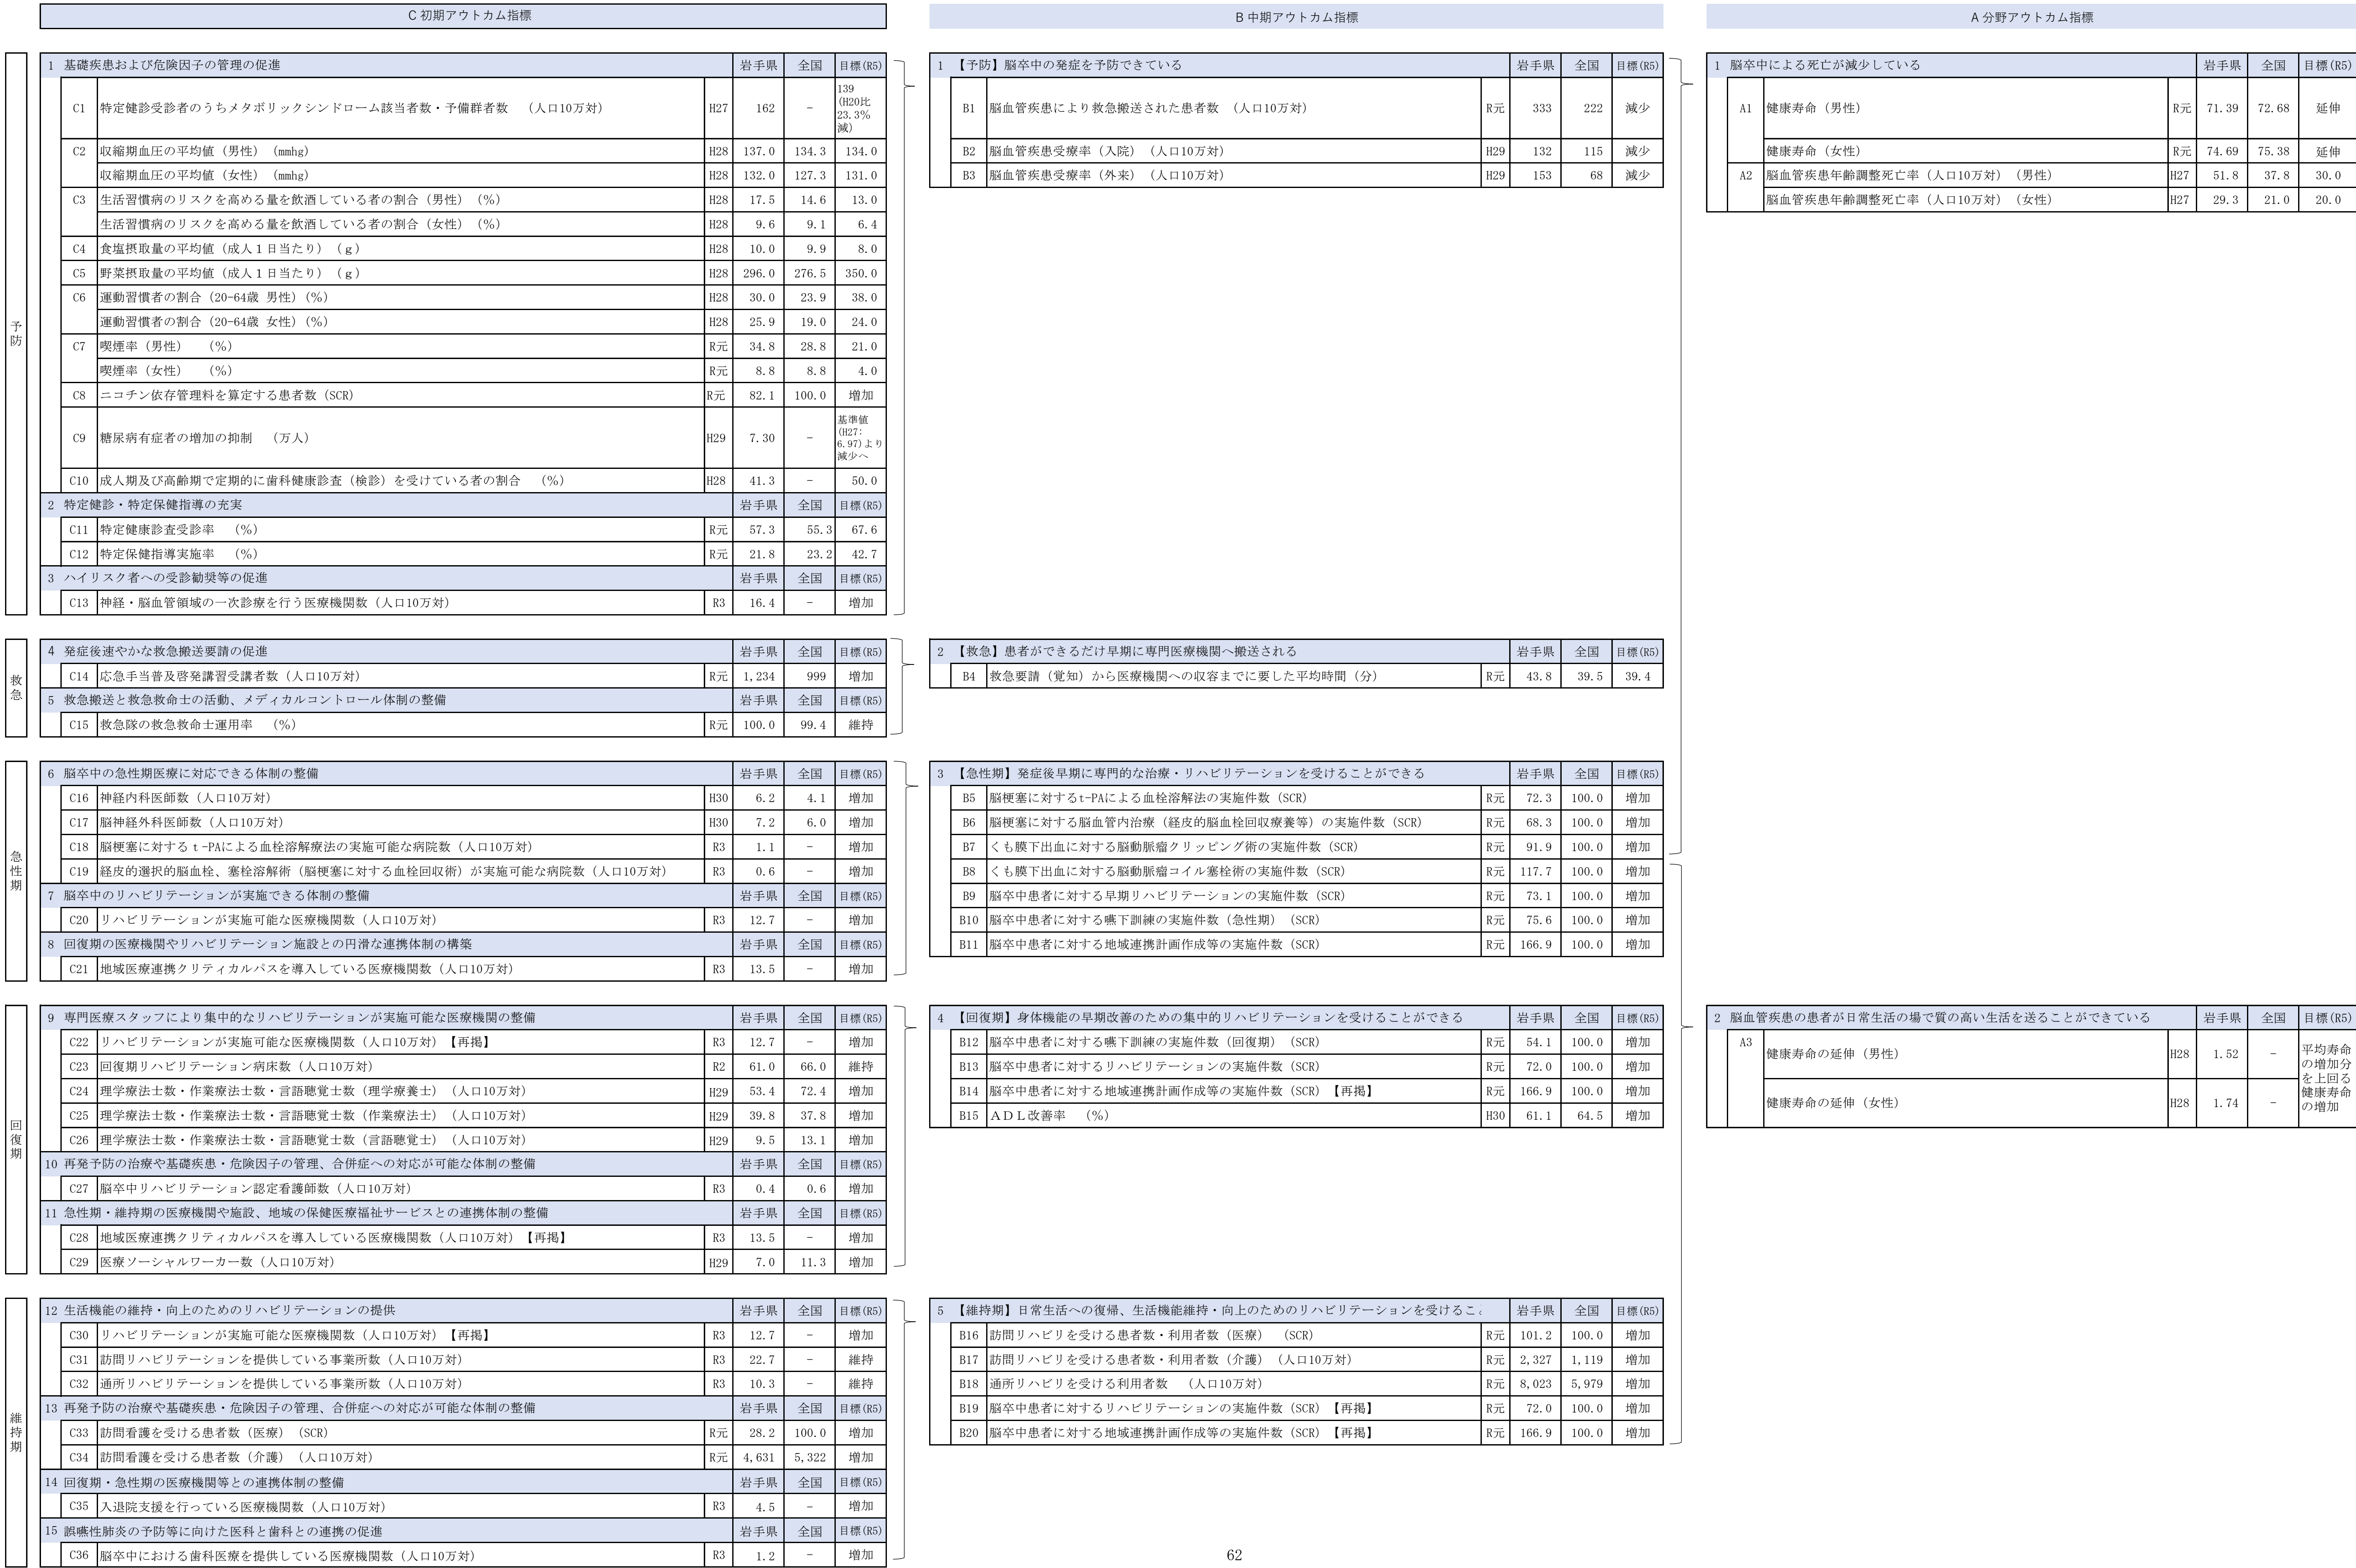 C 初期アウトカム指標
B 中期アウトカム指標
A 分野アウトカム指標
予防
1 基礎疾患および危険因子の管理の促進 岩手県 全国 目標(R5)
C1 特定健診受診者のうちメタボリックシンドローム該当者数・予備群者数 （人口10万対） H27 162 - 139 (H20比23.3%減)
C2 収縮期血圧の平均値（男性）（mmhg） H28 137.0 134.3 134.0
収縮期血圧の平均値（女性）（mmhg） H28 132.0 127.3 131.0
C3 生活習慣病のリスクを高める量を飲酒している者の割合（男性）（%） H28 17.5 14.6 13.0
生活習慣病のリスクを高める量を飲酒している者の割合（女性）（%） H28 9.6 9.1 6.4
C4 食塩摂取量の平均値（成人１日当たり）（ｇ） H28 10.0 9.9 8.0
C5 野菜摂取量の平均値（成人１日当たり）（ｇ） H28 296.0 276.5 350.0
C6 運動習慣者の割合（20-64歳 男性）（%） H28 30.0 23.9 38.0
運動習慣者の割合（20-64歳 女性）（%） H28 25.9 19.0 24.0
C7 喫煙率（男性） （%） R元 34.8 28.8 21.0
喫煙率（女性） （%） R元 8.8 8.8 4.0
C8 ニコチン依存管理料を算定する患者数（SCR） R元 82.1 100.0 増加
C9 糖尿病有症者の増加の抑制 （万人） H29 7.30 - 基準値(H27:6.97)より減少へ
C10 成人期及び高齢期で定期的に歯科健康診査（検診）を受けている者の割合 （%） H28 41.3 - 50.0
2 特定健診・特定保健指導の充実 岩手県 全国 目標(R5)
C11 特定健康診査受診率 （%） R元 57.3 55.3 67.6
C12 特定保健指導実施率 （%） R元 21.8 23.2 42.7
3 ハイリスク者への受診勧奨等の促進 岩手県 全国 目標(R5)
C13 神経・脳血管領域の一次診療を行う医療機関数（人口10万対） R3 16.4 - 増加
1 【予防】脳卒中の発症を予防できている 岩手県 全国 目標(R5)
B1 脳血管疾患により救急搬送された患者数 （人口10万対） R元 333 222 減少
B2 脳血管疾患受療率（入院）（人口10万対） H29 132 115 減少
B3 脳血管疾患受療率（外来）（人口10万対） H29 153 68 減少
1 脳卒中による死亡が減少している 岩手県 全国 目標(R5)
A1 健康寿命（男性） R元 71.39 72.68 延伸
健康寿命（女性） R元 74.69 75.38 延伸
A2 脳血管疾患年齢調整死亡率（人口10万対）（男性） H27 51.8 37.8 30.0
脳血管疾患年齢調整死亡率（人口10万対）（女性） H27 29.3 21.0 20.0
救急
4 発症後速やかな救急搬送要請の促進 岩手県 全国 目標(R5)
C14 応急手当普及啓発講習受講者数（人口10万対） R元 1,234 999 増加
5 救急搬送と救急救命士の活動、メディカルコントロール体制の整備 岩手県 全国 目標(R5)
C15 救急隊の救急救命士運用率 （%） R元 100.0 99.4 維持
2 【救急】患者ができるだけ早期に専門医療機関へ搬送される 岩手県 全国 目標(R5)
B4 救急要請（覚知）から医療機関への収容までに要した平均時間（分） R元 43.8 39.5 39.4
急性期
6 脳卒中の急性期医療に対応できる体制の整備 岩手県 全国 目標(R5)
C16 神経内科医師数（人口10万対） H30 6.2 4.1 増加
C17 脳神経外科医師数（人口10万対） H30 7.2 6.0 増加
C18 脳梗塞に対するｔ-PAによる血栓溶解療法の実施可能な病院数（人口10万対） R3 1.1 - 増加
C19 経皮的選択的脳血栓、塞栓溶解術（脳梗塞に対する血栓回収術）が実施可能な病院数（人口10万対） R3 0.6 - 増加
7 脳卒中のリハビリテーションが実施できる体制の整備 岩手県 全国 目標(R5)
C20 リハビリテーションが実施可能な医療機関数（人口10万対） R3 12.7 - 増加
8 回復期の医療機関やリハビリテーション施設との円滑な連携体制の構築 岩手県 全国 目標(R5)
C21 地域医療連携クリティカルパスを導入している医療機関数（人口10万対） R3 13.5 - 増加
3 【急性期】発症後早期に専門的な治療・リハビリテーションを受けることができる 岩手県 全国 目標(R5)
B5 脳梗塞に対するt-PAによる血栓溶解法の実施件数（SCR） R元 72.3 100.0 増加
B6 脳梗塞に対する脳血管内治療（経皮的脳血栓回収療養等）の実施件数（SCR） R元 68.3 100.0 増加
B7 くも膜下出血に対する脳動脈瘤クリッピング術の実施件数（SCR） R元 91.9 100.0 増加
B8 くも膜下出血に対する脳動脈瘤コイル塞栓術の実施件数（SCR） R元 117.7 100.0 増加
B9 脳卒中患者に対する早期リハビリテーションの実施件数（SCR） R元 73.1 100.0 増加
B10 脳卒中患者に対する嚥下訓練の実施件数（急性期）（SCR） R元 75.6 100.0 増加
B11 脳卒中患者に対する地域連携計画作成等の実施件数（SCR） R元 166.9 100.0 増加
回復期
9 専門医療スタッフにより集中的なリハビリテーションが実施可能な医療機関の整備 岩手県 全国 目標(R5)
C22 リハビリテーションが実施可能な医療機関数（人口10万対）【再掲】 R3 12.7 - 増加
C23 回復期リハビリテーション病床数（人口10万対） R2 61.0 66.0 維持
C24 理学療法士数・作業療法士数・言語聴覚士数（理学療養士）（人口10万対） H29 53.4 72.4 増加
C25 理学療法士数・作業療法士数・言語聴覚士数（作業療法士）（人口10万対） H29 39.8 37.8 増加
C26 理学療法士数・作業療法士数・言語聴覚士数（言語聴覚士）（人口10万対） H29 9.5 13.1 増加
10 再発予防の治療や基礎疾患・危険因子の管理、合併症への対応が可能な体制の整備 岩手県 全国 目標(R5)
C27 脳卒中リハビリテーション認定看護師数（人口10万対） R3 0.4 0.6 増加
11 急性期・維持期の医療機関や施設、地域の保健医療福祉サービスとの連携体制の整備 岩手県 全国 目標(R5)
C28 地域医療連携クリティカルパスを導入している医療機関数（人口10万対）【再掲】 R3 13.5 - 増加
C29 医療ソーシャルワーカー数（人口10万対） H29 7.0 11.3 増加
4 【回復期】身体機能の早期改善のための集中的リハビリテーションを受けることができる 岩手県 全国 目標(R5)
B12 脳卒中患者に対する嚥下訓練の実施件数（回復期）（SCR） R元 54.1 100.0 増加
B13 脳卒中患者に対するリハビリテーションの実施件数（SCR） R元 72.0 100.0 増加
B14 脳卒中患者に対する地域連携計画作成等の実施件数（SCR）【再掲】 R元 166.9 100.0 増加
B15 ＡＤＬ改善率 （%） H30 61.1 64.5 増加
2 脳血管疾患の患者が日常生活の場で質の高い生活を送ることができている 岩手県 全国 目標(R5)
A3 健康寿命の延伸（男性） H28 1.52 - 平均寿命の増加分を上回る健康寿命の増加
健康寿命の延伸（女性） H28 1.74 -
維持期
12 生活機能の維持・向上のためのリハビリテーションの提供 岩手県 全国 目標(R5)
C30 リハビリテーションが実施可能な医療機関数（人口10万対）【再掲】 R3 12.7 - 増加
C31 訪問リハビリテーションを提供している事業所数（人口10万対） R3 22.7 - 維持
C32 通所リハビリテーションを提供している事業所数（人口10万対） R3 10.3 - 維持
13 再発予防の治療や基礎疾患・危険因子の管理、合併症への対応が可能な体制の整備 岩手県 全国 目標(R5)
C33 訪問看護を受ける患者数（医療）（SCR） R元 28.2 100.0 増加
C34 訪問看護を受ける患者数（介護）（人口10万対） R元 4,631 5,322 増加
14 回復期・急性期の医療機関等との連携体制の整備 岩手県 全国 目標(R5)
C35 入退院支援を行っている医療機関数（人口10万対） R3 4.5 - 増加
15 誤嚥性肺炎の予防等に向けた医科と歯科との連携の促進 岩手県 全国 目標(R5)
C36 脳卒中における歯科医療を提供している医療機関数（人口10万対） R3 1.2 - 増加
5 【維持期】日常生活への復帰、生活機能維持・向上のためのリハビリテーションを受けるこ 岩手県 全国 目標(R5)
B16 訪問リハビリを受ける患者数・利用者数（医療） （SCR） R元 101.2 100.0 増加
B17 訪問リハビリを受ける患者数・利用者数（介護）（人口10万対） R元 2,327 1,119 増加
B18 通所リハビリを受ける利用者数 （人口10万対） R元 8,023 5,979 増加
B19 脳卒中患者に対するリハビリテーションの実施件数（SCR）【再掲】 R元 72.0 100.0 増加
B20 脳卒中患者に対する地域連携計画作成等の実施件数（SCR）【再掲】 R元 166.9 100.0 増加
62